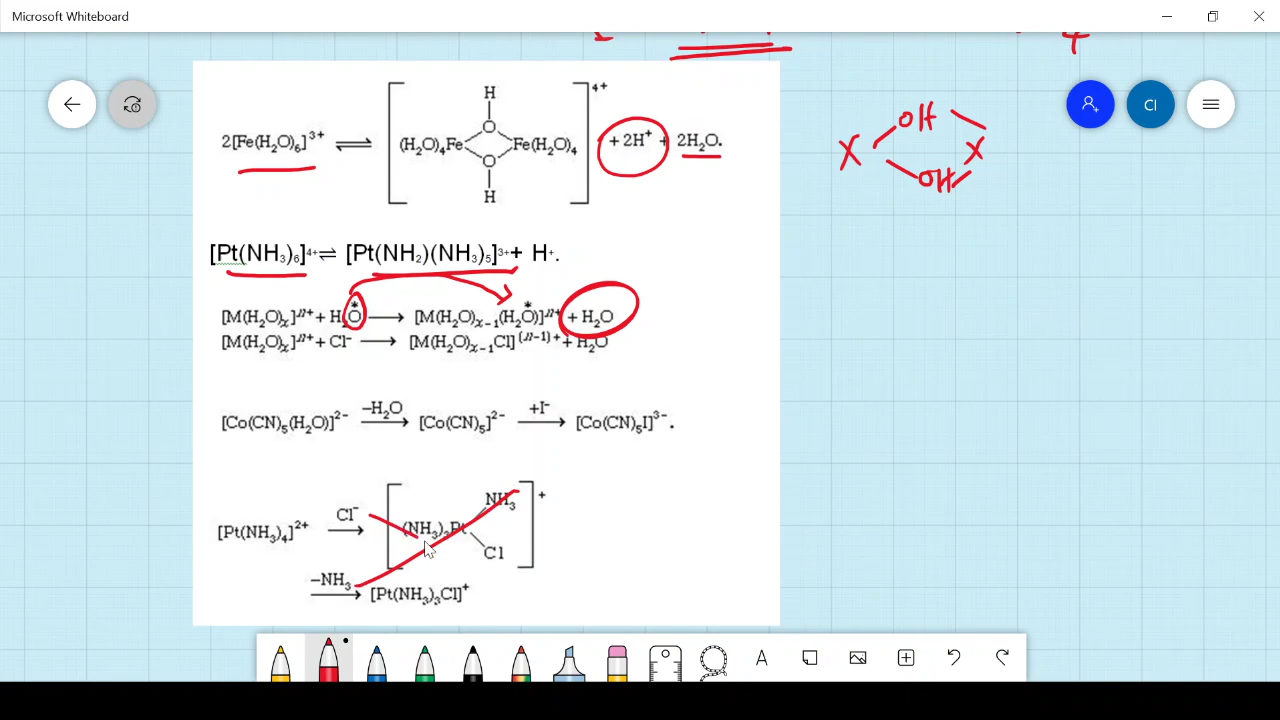 Microsoft Whiteboard
CI
H
4+
2[Fe(H₂O)₆]³⁺ ⇌ (H₂O)₄Fe O Fe(H₂O)₄ + 2H⁺ + 2H₂O.
O
H
X OH X
OH
[Pt(NH₃)₆]⁴⁺ ⇌ [Pt(NH₂)(NH₃)₅]³⁺ + H⁺.
[M(H₂O)ₓ]ⁿ⁺ + H₂O* → [M(H₂O)ₓ₋₁(H₂O*)]ⁿ⁺ + H₂O
[M(H₂O)ₓ]ⁿ⁺ + Cl⁻ → [M(H₂O)ₓ₋₁Cl]⁽ⁿ⁻¹⁾⁺ + H₂O
−H₂O +I⁻
[Co(CN)₅(H₂O)]²⁻ → [Co(CN)₅]²⁻ → [Co(CN)₅I]³⁻.
NH₃ +
Cl⁻
[Pt(NH₃)₄]²⁺ → (NH₃)₃Pt
Cl
−NH₃
→ [Pt(NH₃)₃Cl]⁺
A